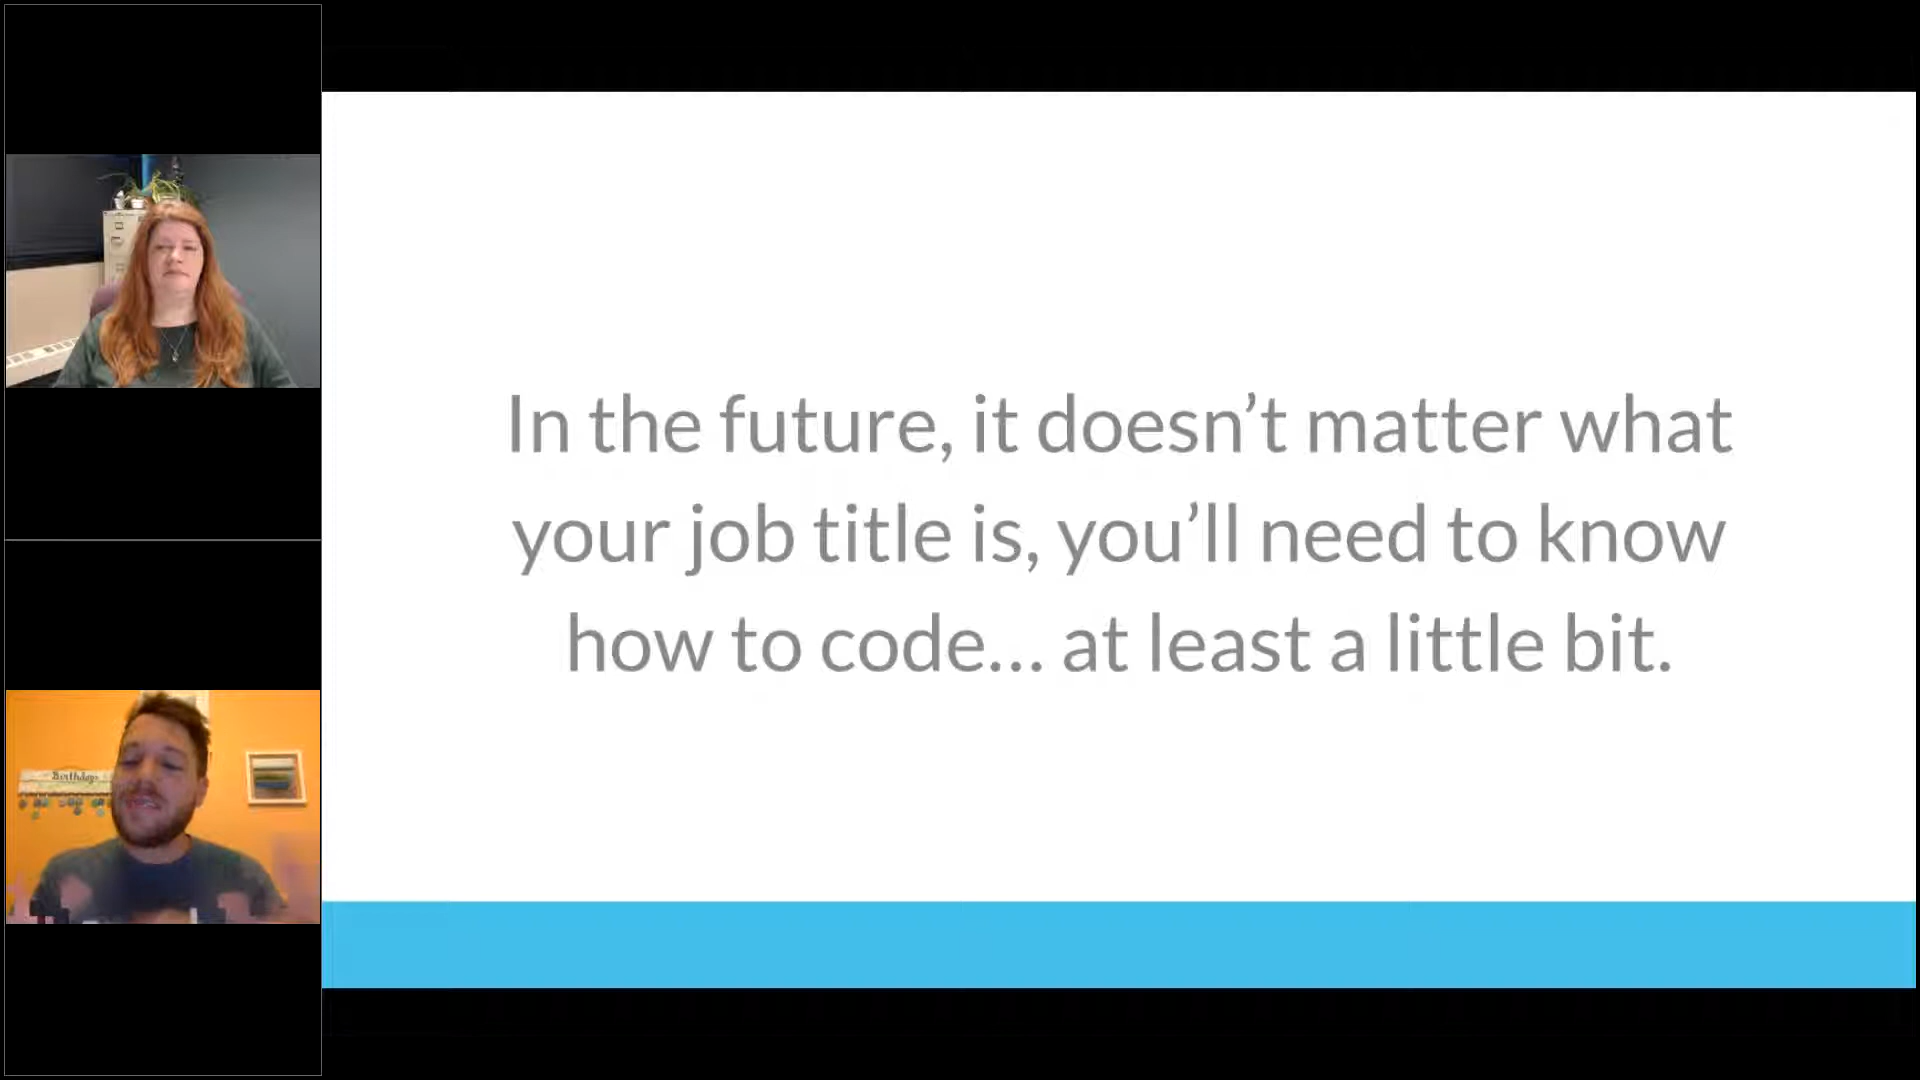 Birthdays
In the future, it doesn’t matter what
your job title is, you’ll need to know
how to code... at least a little bit.